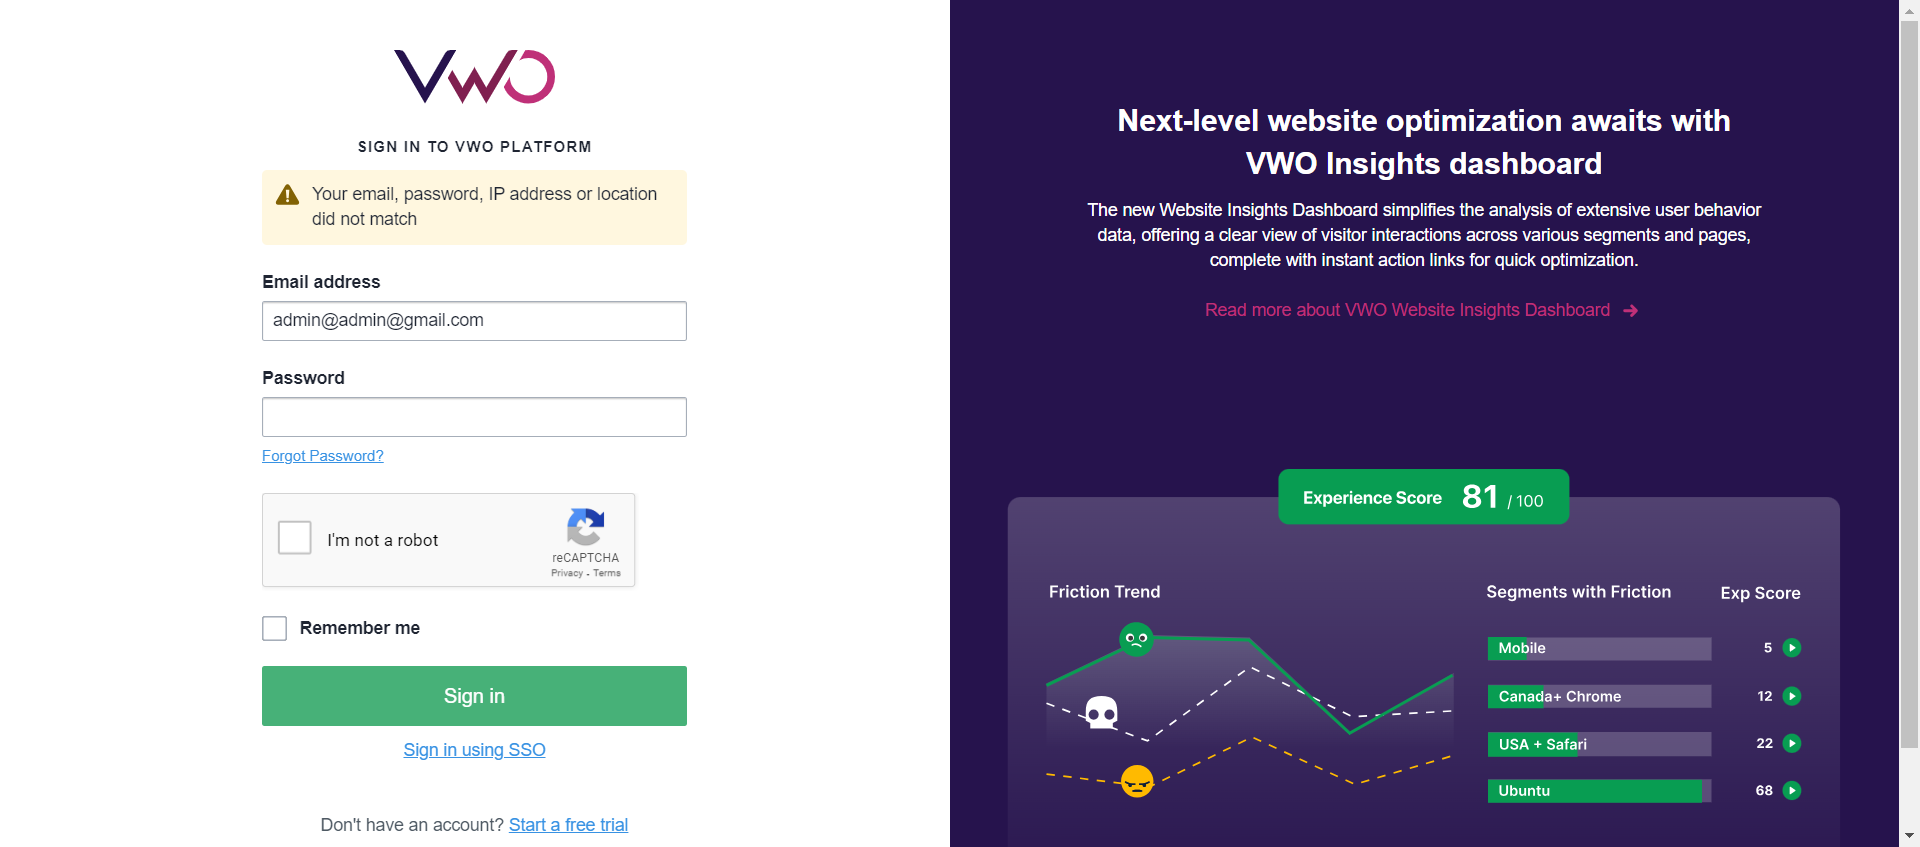 VWO
SIGN IN TO VWO PLATFORM
Your email, password, IP address or location
did not match
Email address
admin@admin@gmail.com
Password
Forgot Password?
I'm not a robot
reCAPTCHA
Privacy - Terms
Remember me
Sign in
Sign in using SSO
Don't have an account? Start a free trial
Next-level website optimization awaits with
VWO Insights dashboard
The new Website Insights Dashboard simplifies the analysis of extensive user behavior
data, offering a clear view of visitor interactions across various segments and pages,
complete with instant action links for quick optimization.
Read more about VWO Website Insights Dashboard
Experience Score 81 / 100
Friction Trend
Segments with Friction Exp Score
Mobile 5
Canada+ Chrome 12
USA + Safari 22
Ubuntu 68